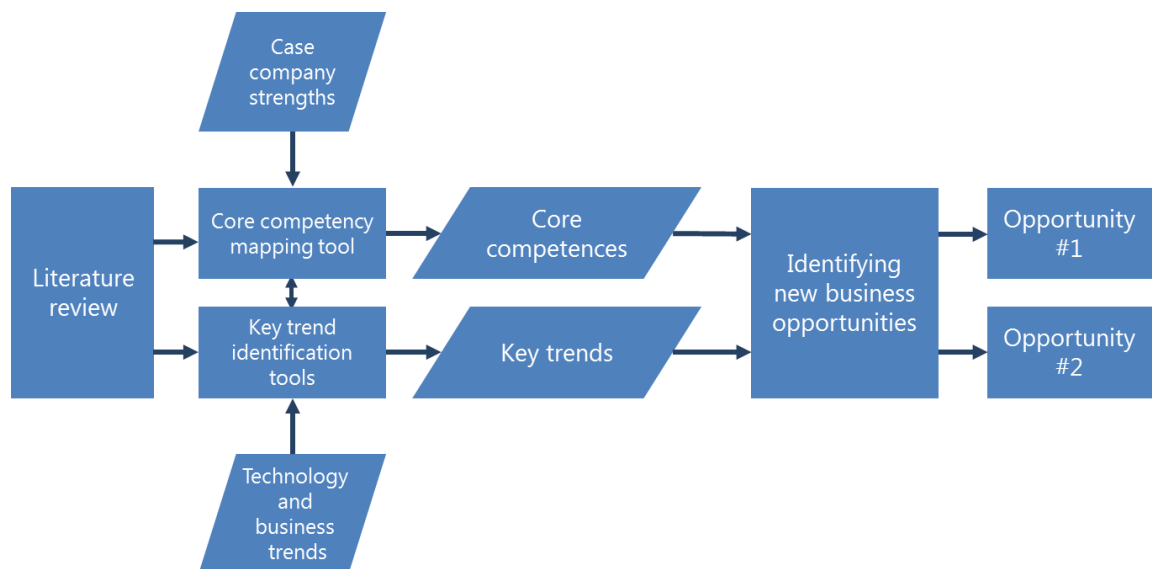 Case
company
strengths
Literature
review
Core competency
mapping tool
Core
competences
Key trend
identification
tools
Key trends
Identifying
new business
opportunities
Opportunity
#1
Opportunity
#2
Technology
and
business
trends